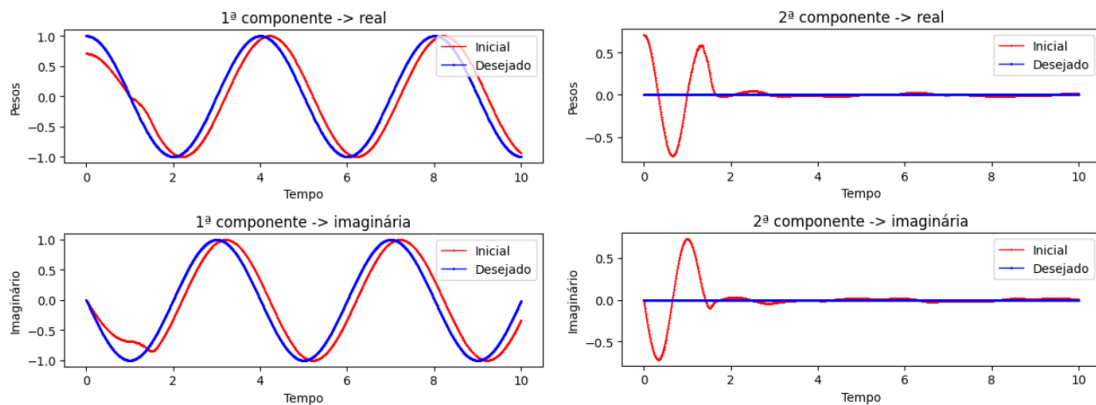 1ª componente -> real
Pesos
1.0
0.5
0.0
−0.5
−1.0
Inicial
Desejado
0 2 4 6 8 10
Tempo
2ª componente -> real
Pesos
0.5
0.0
−0.5
Inicial
Desejado
0 2 4 6 8 10
Tempo
1ª componente -> imaginária
Imaginário
1.0
0.5
0.0
−0.5
−1.0
Inicial
Desejado
0 2 4 6 8 10
Tempo
2ª componente -> imaginária
Imaginário
0.5
0.0
−0.5
Inicial
Desejado
0 2 4 6 8 10
Tempo